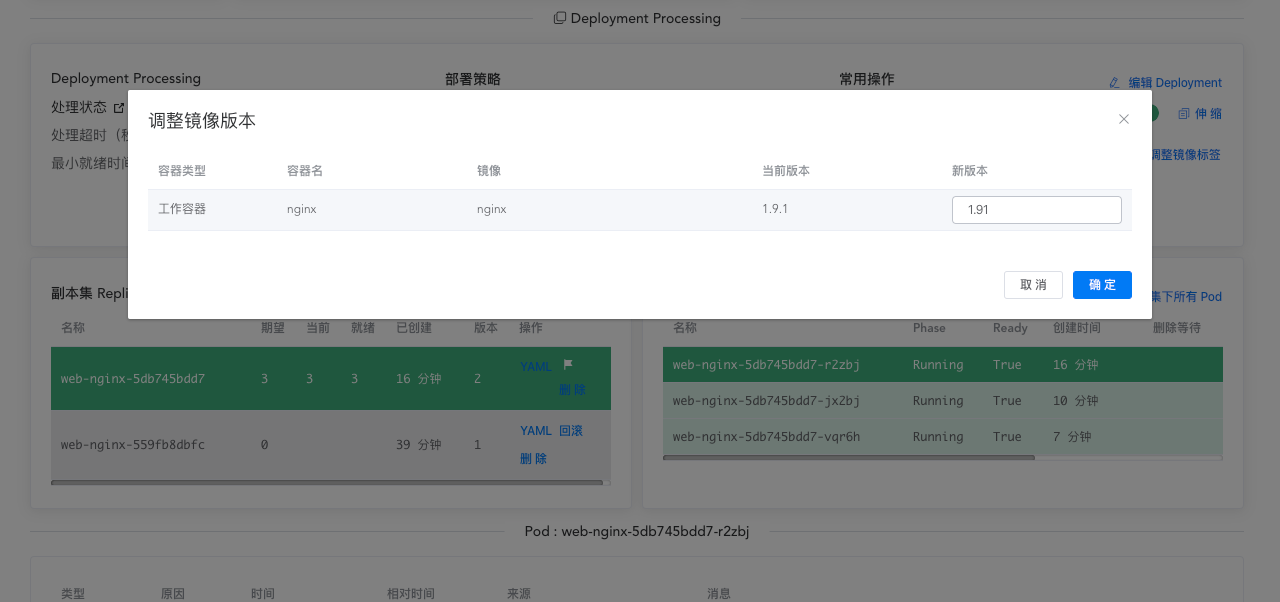 Deployment Processing
Deployment Processing
部署策略
常用操作
编辑 Deployment
处理状态
伸 缩
处理超时（秒
最小就绪时间
调整镜像标签
调整镜像版本
容器类型 容器名 镜像 当前版本 新版本
工作容器 nginx nginx 1.9.1 1.91
取 消 确 定
副本集 Repli
集下所有 Pod
名称 期望 当前 就绪 已创建 版本 操作
web-nginx-5db745bdd7 3 3 3 16 分钟 2 YAML
删 除
web-nginx-559fb8dbfc 0 39 分钟 1 YAML 回滚
删 除
名称 Phase Ready 创建时间 删除等待
web-nginx-5db745bdd7-r2zbj Running True 16 分钟
web-nginx-5db745bdd7-jx2bj Running True 10 分钟
web-nginx-5db745bdd7-vqr6h Running True 7 分钟
Pod : web-nginx-5db745bdd7-r2zbj
类型 原因 时间 相对时间 来源 消息